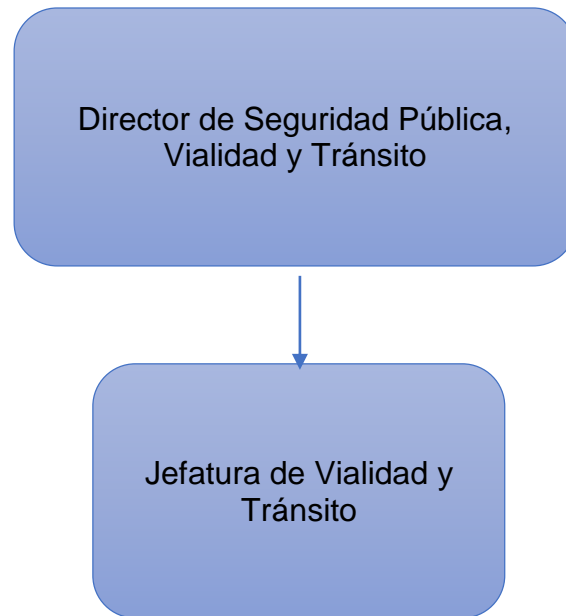 Director de Seguridad Pública,
Vialidad y Tránsito
Jefatura de Vialidad y
Tránsito